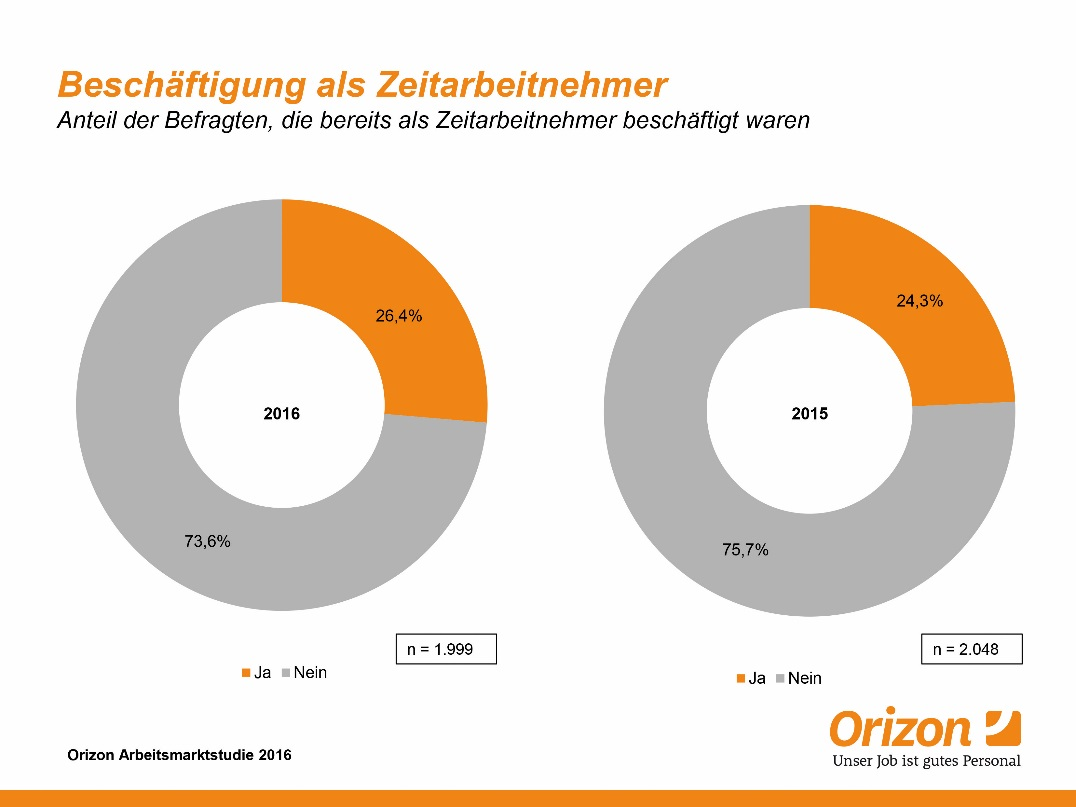 Beschäftigung als Zeitarbeitnehmer
Anteil der Befragten, die bereits als Zeitarbeitnehmer beschäftigt waren
26,4%
2016
73,6%
n = 1.999
Ja Nein
24,3%
2015
75,7%
n = 2.048
Ja Nein
Orizon Arbeitsmarktstudie 2016
Orizon
Unser Job ist gutes Personal